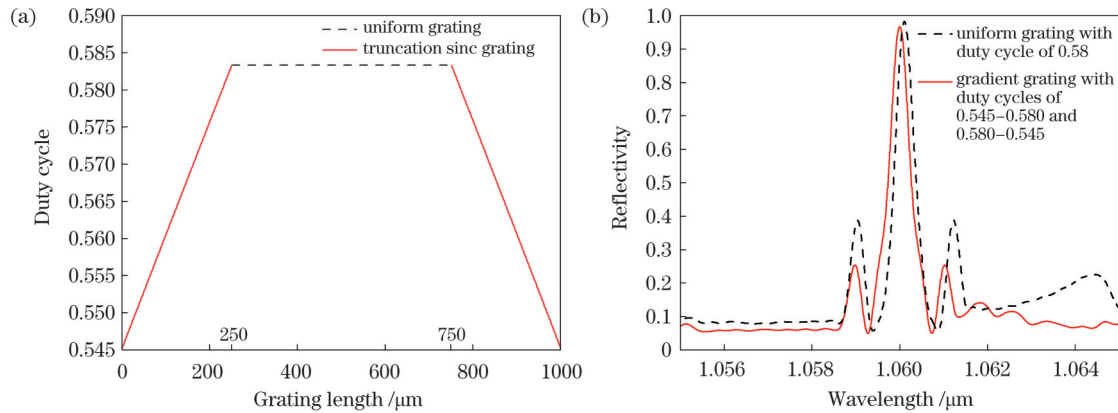 (a)
0.590
0.585
0.580
0.575
0.570
0.565
0.560
0.555
0.550
0.545
Duty cycle
uniform grating
truncation sinc grating
250
750
0
200
400
600
800
1000
Grating length /μm
(b)
1.0
0.9
0.8
0.7
0.6
0.5
0.4
0.3
0.2
0.1
0
Reflectivity
uniform grating with
duty cycle of 0.58
gradient grating with
duty cycles of
0.545−0.580 and
0.580−0.545
1.056
1.058
1.060
1.062
1.064
Wavelength /μm